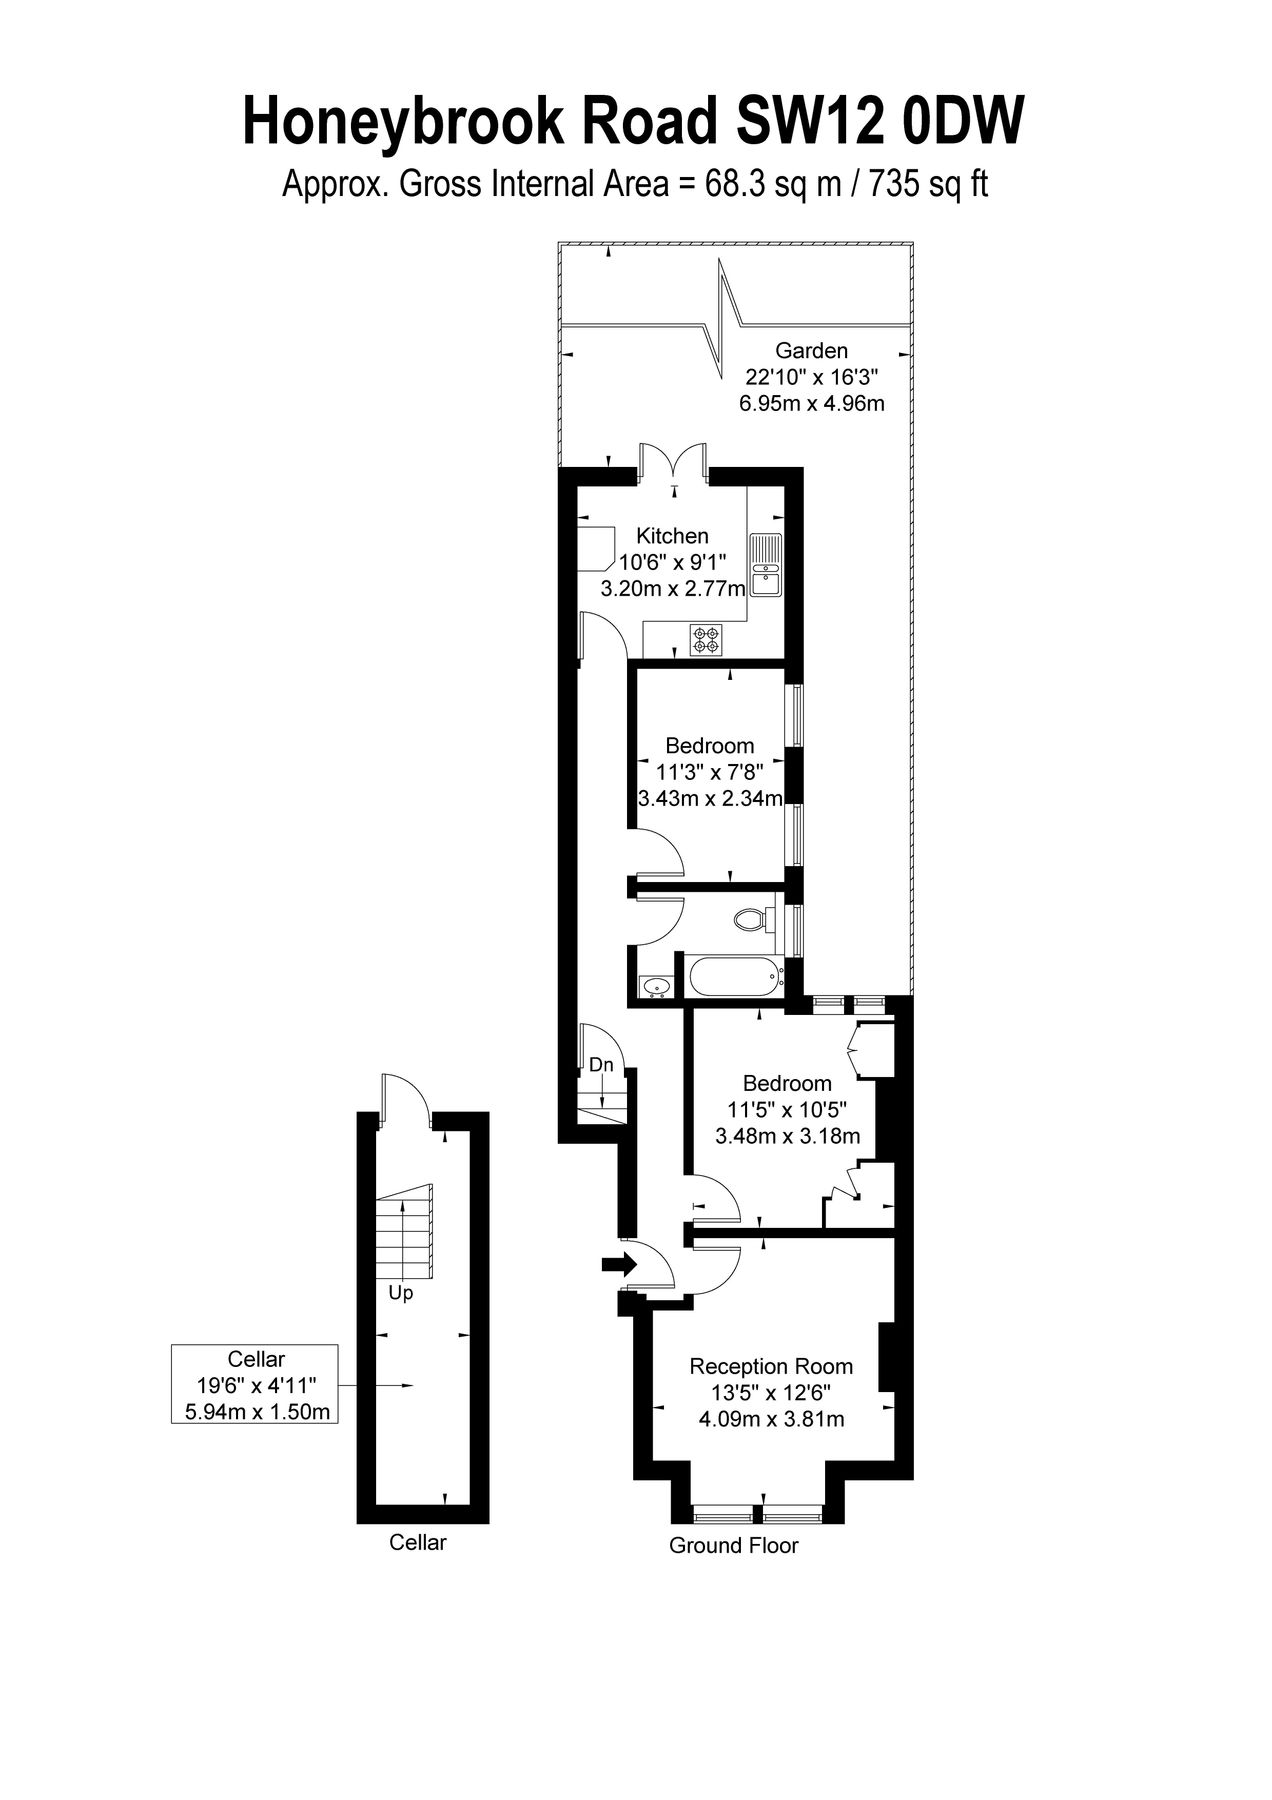 Honeybrook Road SW12 0DW
Approx. Gross Internal Area = 68.3 sq m / 735 sq ft
Garden
22'10" x 16'3"
6.95m x 4.96m
Kitchen
10'6" x 9'1"
3.20m x 2.77m
Bedroom
11'3" x 7'8"
3.43m x 2.34m
Dn
Bedroom
11'5" x 10'5"
3.48m x 3.18m
Up
Cellar
19'6" x 4'11"
5.94m x 1.50m
Reception Room
13'5" x 12'6"
4.09m x 3.81m
Cellar
Ground Floor